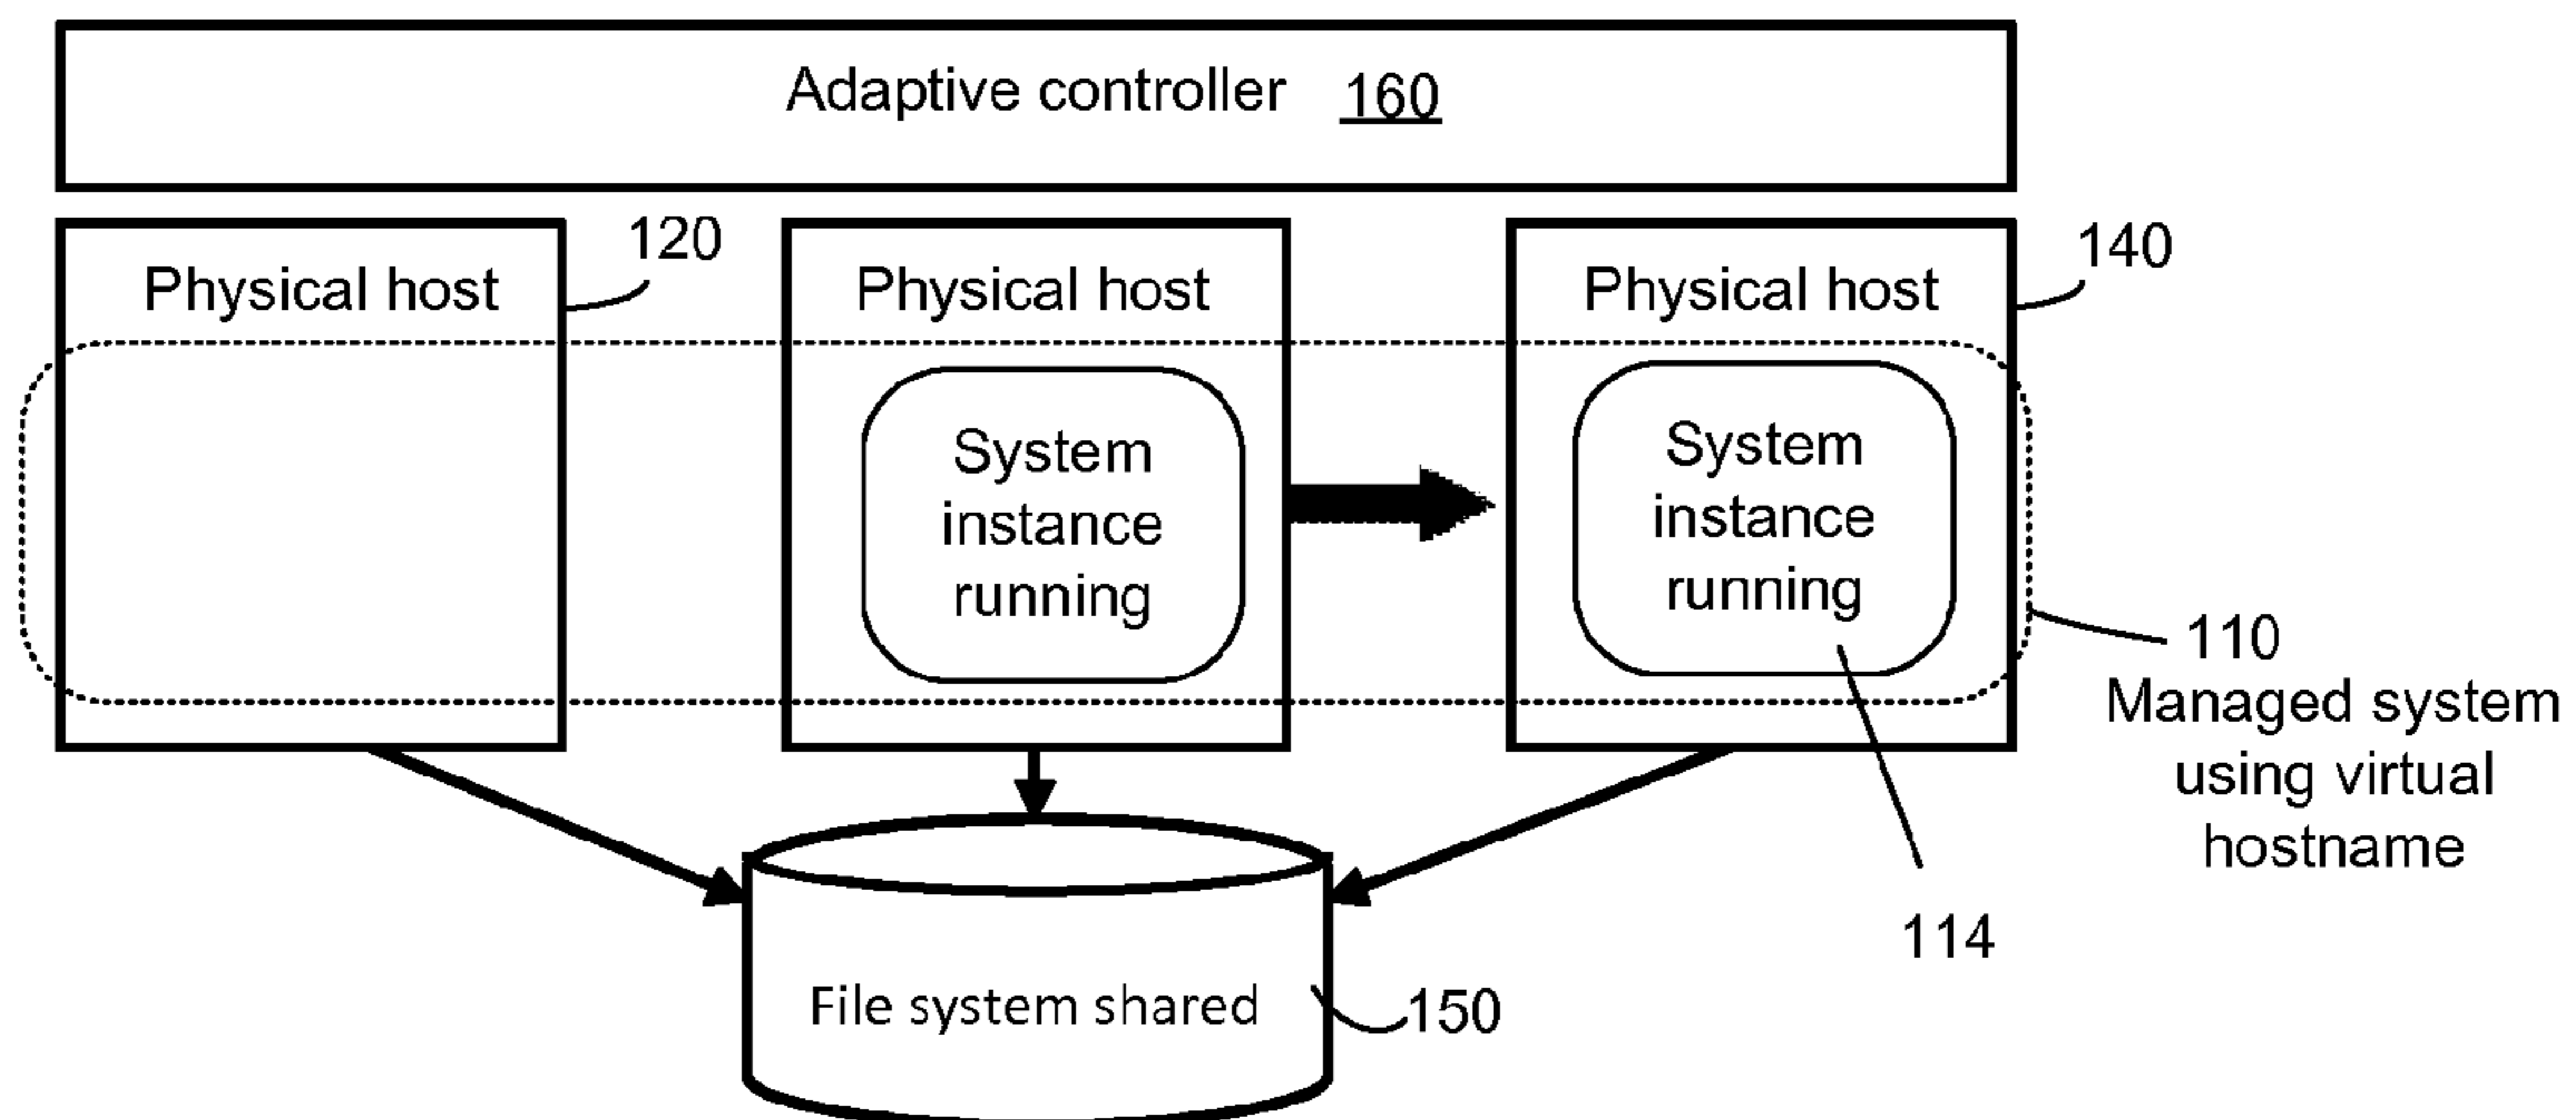 Adaptive controller 160
120
140
Physical host
Physical host
Physical host
System
instance
running
System
instance
running
110
Managed system
using virtual
hostname
114
File system shared
150